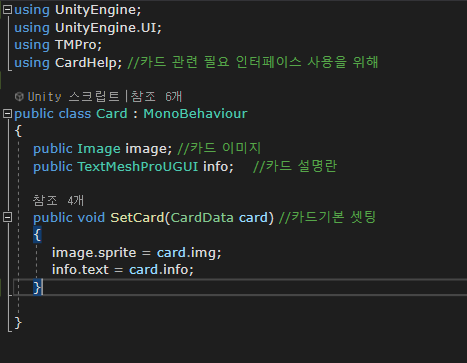 using UnityEngine;
using UnityEngine.UI;
using TMPro;
using CardHelp; //카드 관련 필요 인터페이스 사용을 위해
Unity 스크립트|참조 6개
public class Card : MonoBehaviour
{
public Image image; //카드 이미지
public TextMeshProUGUI info; //카드 설명란
참조 4개
public void SetCard(CardData card) //카드기본 셋팅
{
image.sprite = card.img;
info.text = card.info;
}
}